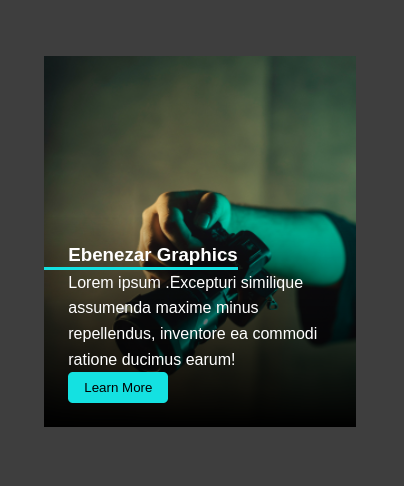 Ebenezar Graphics
Lorem ipsum .Excepturi similique
assumenda maxime minus
repellendus, inventore ea commodi
ratione ducimus earum!
Learn More